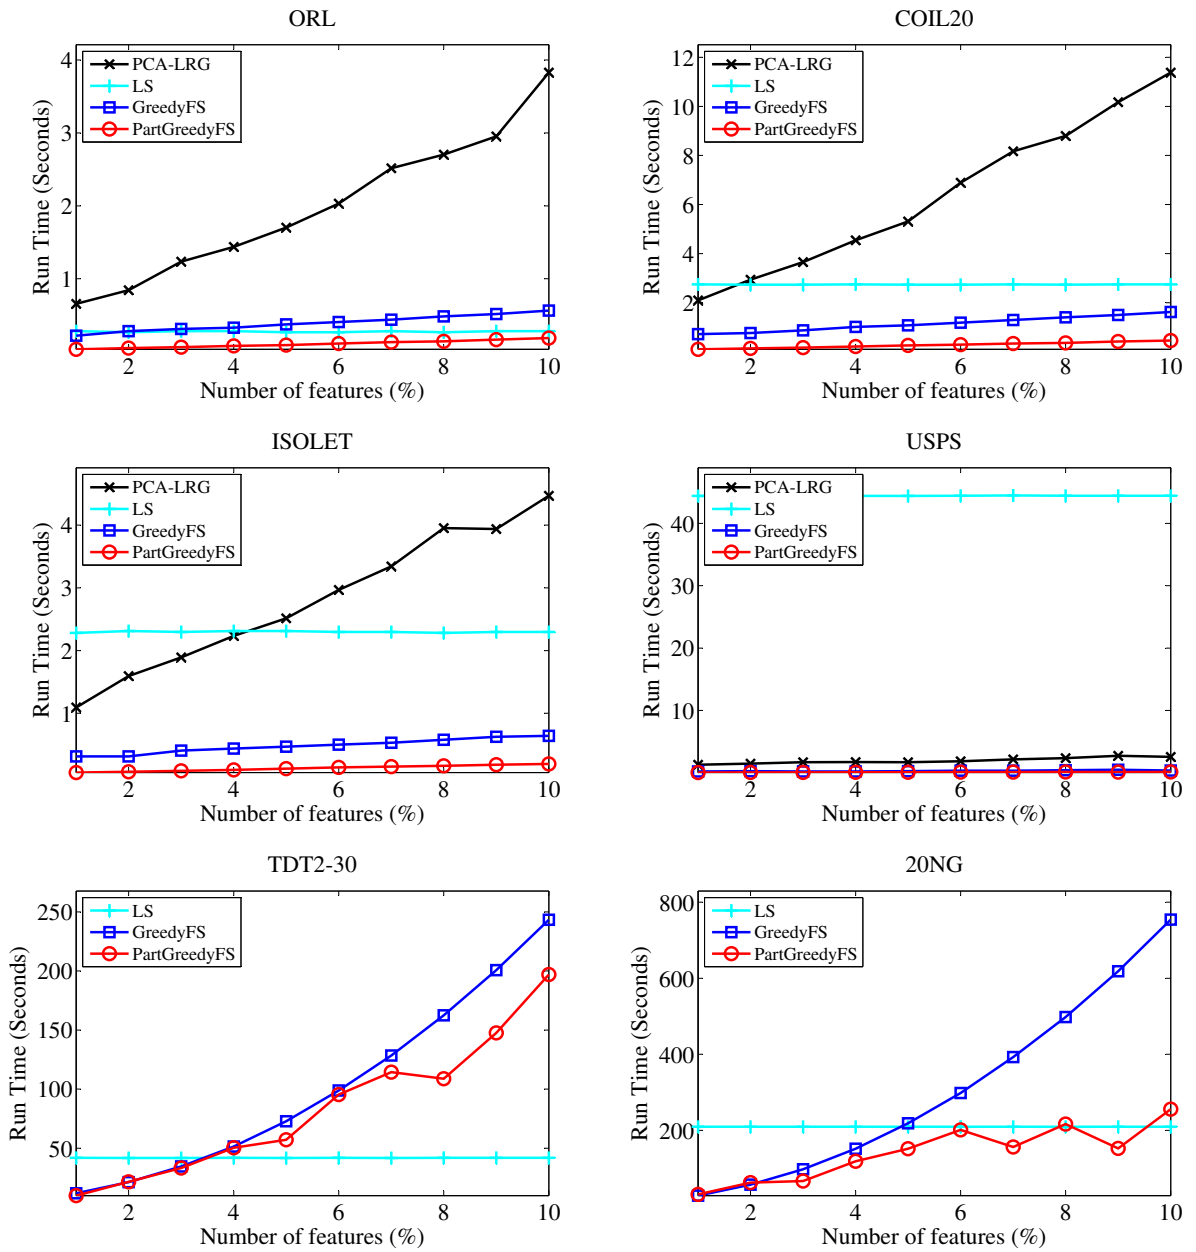 ORL
4
3
2
1
Run Time (Seconds)
PCA-LRG
LS
GreedyFS
PartGreedyFS
2 4 6 8 10
Number of features (%)
COIL20
12
10
8
6
4
2
Run Time (Seconds)
PCA-LRG
LS
GreedyFS
PartGreedyFS
2 4 6 8 10
Number of features (%)
ISOLET
4
3
2
1
Run Time (Seconds)
PCA-LRG
LS
GreedyFS
PartGreedyFS
2 4 6 8 10
Number of features (%)
USPS
40
30
20
10
Run Time (Seconds)
PCA-LRG
LS
GreedyFS
PartGreedyFS
2 4 6 8 10
Number of features (%)
TDT2-30
250
200
150
100
50
Run Time (Seconds)
LS
GreedyFS
PartGreedyFS
2 4 6 8 10
Number of features (%)
20NG
800
600
400
200
Run Time (Seconds)
LS
GreedyFS
PartGreedyFS
2 4 6 8 10
Number of features (%)